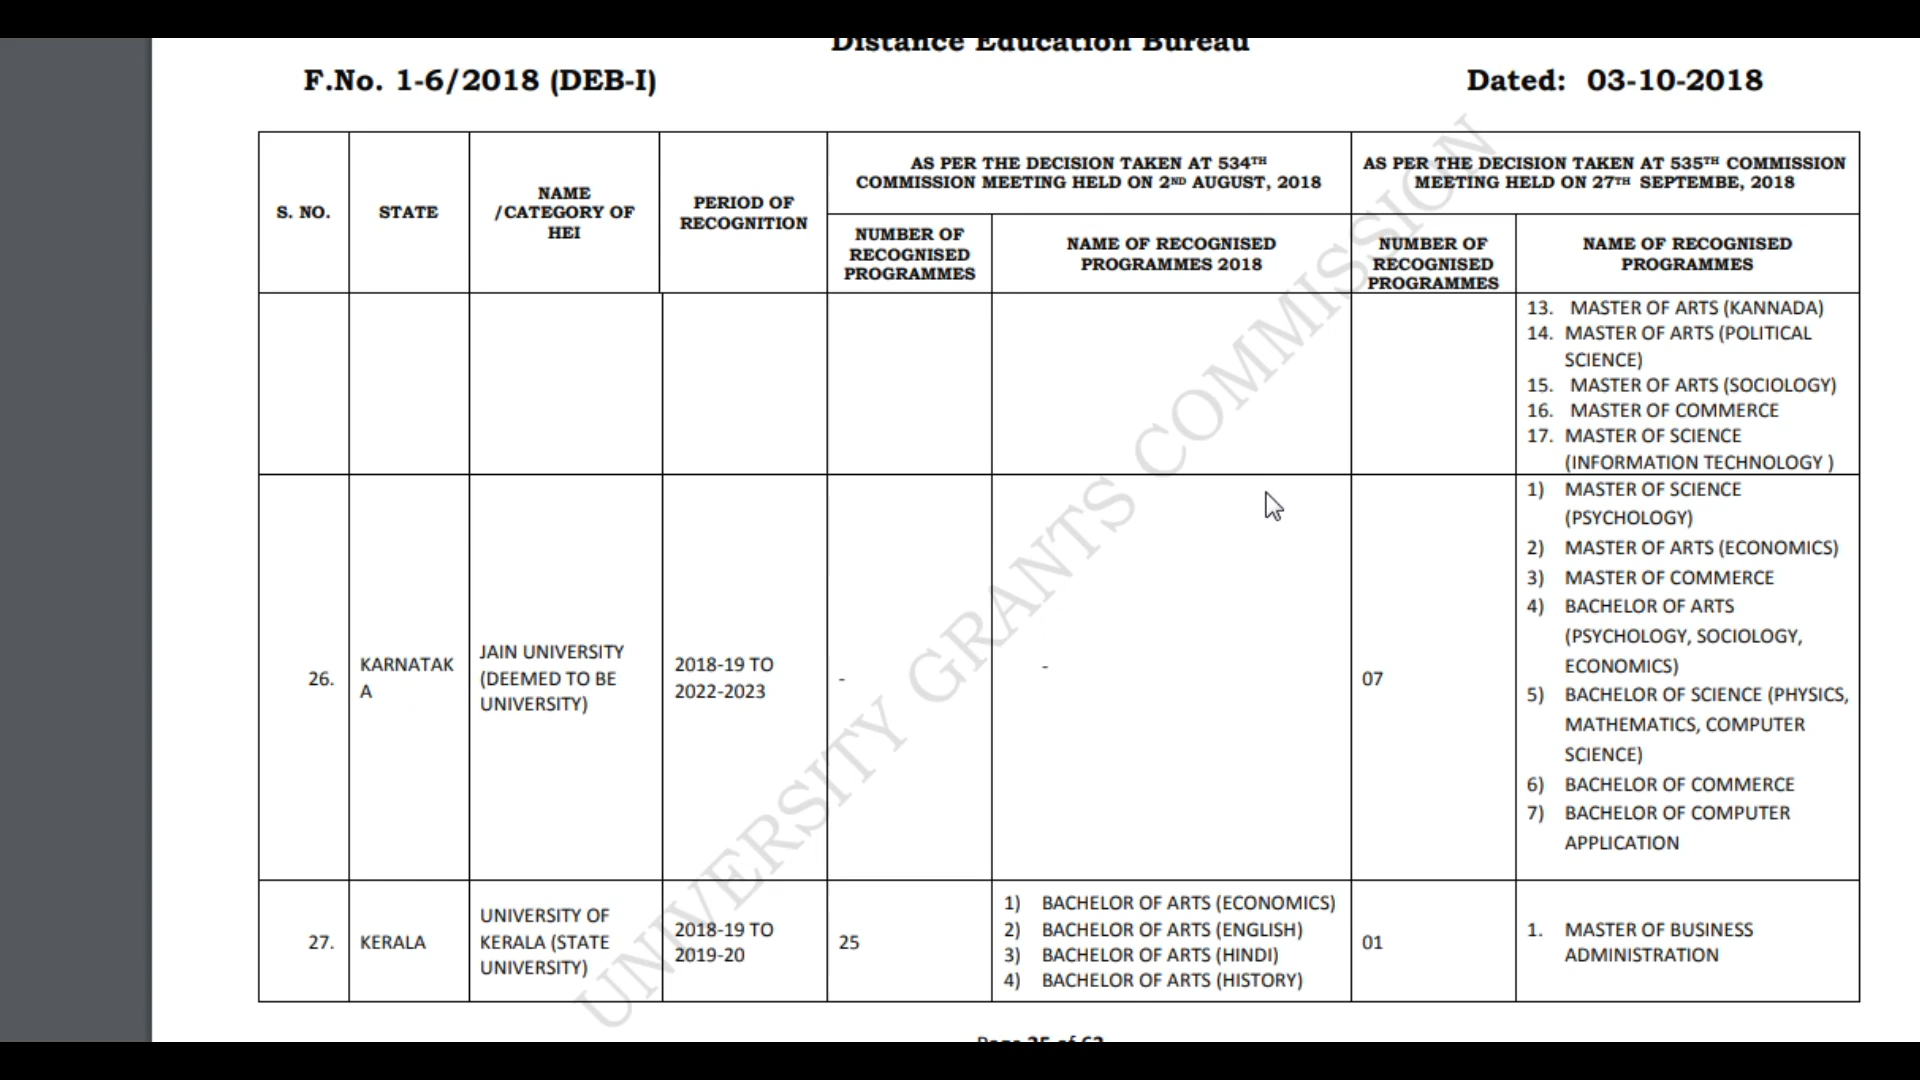 Distance Education Bureau
F.No. 1-6/2018 (DEB-I)
Dated: 03-10-2018
S. NO.
STATE
NAME
/CATEGORY OF
HEI
PERIOD OF
RECOGNITION
AS PER THE DECISION TAKEN AT 534TH
COMMISSION MEETING HELD ON 2ND AUGUST, 2018
AS PER THE DECISION TAKEN AT 535TH COMMISSION
MEETING HELD ON 27TH SEPTEMBE, 2018
NUMBER OF
RECOGNISED
PROGRAMMES
NAME OF RECOGNISED
PROGRAMMES 2018
NUMBER OF
RECOGNISED
PROGRAMMES
NAME OF RECOGNISED
PROGRAMMES
13. MASTER OF ARTS (KANNADA)
14. MASTER OF ARTS (POLITICAL
SCIENCE)
15. MASTER OF ARTS (SOCIOLOGY)
16. MASTER OF COMMERCE
17. MASTER OF SCIENCE
(INFORMATION TECHNOLOGY )
26.
KARNATAK
A
JAIN UNIVERSITY
(DEEMED TO BE
UNIVERSITY)
2018-19 TO
2022-2023
-
-
07
1) MASTER OF SCIENCE
(PSYCHOLOGY)
2) MASTER OF ARTS (ECONOMICS)
3) MASTER OF COMMERCE
4) BACHELOR OF ARTS
(PSYCHOLOGY, SOCIOLOGY,
ECONOMICS)
5) BACHELOR OF SCIENCE (PHYSICS,
MATHEMATICS, COMPUTER
SCIENCE)
6) BACHELOR OF COMMERCE
7) BACHELOR OF COMPUTER
APPLICATION
27.
KERALA
UNIVERSITY OF
KERALA (STATE
UNIVERSITY)
2018-19 TO
2019-20
25
1) BACHELOR OF ARTS (ECONOMICS)
2) BACHELOR OF ARTS (ENGLISH)
3) BACHELOR OF ARTS (HINDI)
4) BACHELOR OF ARTS (HISTORY)
01
1. MASTER OF BUSINESS
ADMINISTRATION
UNIVERSITY GRANTS COMMISSION
Page 25 of 62